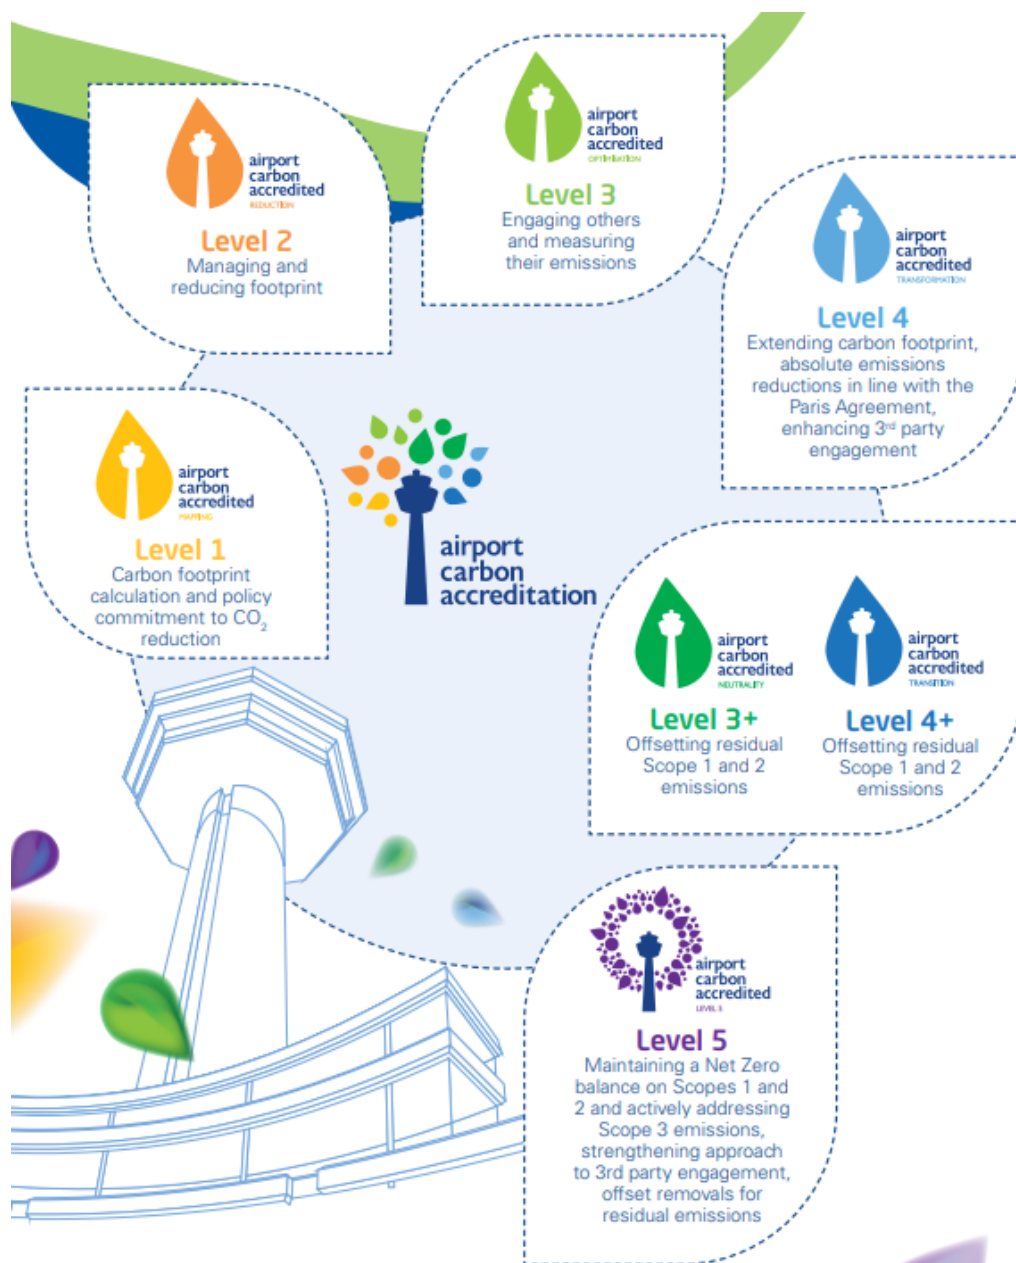 airport
carbon
accredited
REDUCTION
Level 2
Managing and
reducing footprint
airport
carbon
accredited
OPTIMISATION
Level 3
Engaging others
and measuring
their emissions
airport
carbon
accredited
TRANSFORMATION
Level 4
Extending carbon footprint,
absolute emissions
reductions in line with the
Paris Agreement,
enhancing 3rd party
engagement
airport
carbon
accredited
MAPPING
Level 1
Carbon footprint
calculation and policy
commitment to CO2
reduction
airport
carbon
accreditation
airport
carbon
accredited
NEUTRALITY
Level 3+
Offsetting residual
Scope 1 and 2
emissions
airport
carbon
accredited
TRANSITION
Level 4+
Offsetting residual
Scope 1 and 2
emissions
airport
carbon
accredited
LEVEL 5
Level 5
Maintaining a Net Zero
balance on Scopes 1 and
2 and actively addressing
Scope 3 emissions,
strengthening approach
to 3rd party engagement,
offset removals for
residual emissions